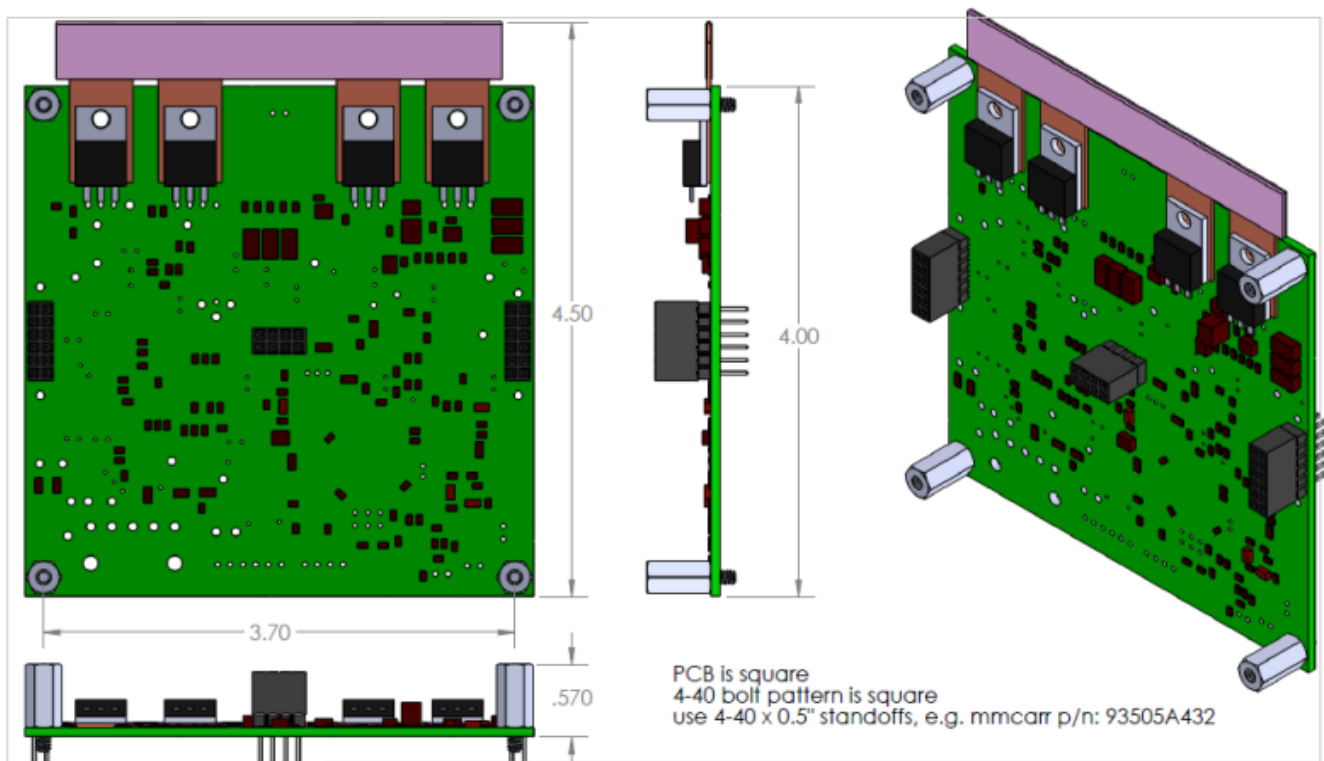 4.50
4.00
3.70
.570
PCB is square
4-40 bolt pattern is square
use 4-40 x 0.5" standoffs, e.g. mmcarr p/n: 93505A432